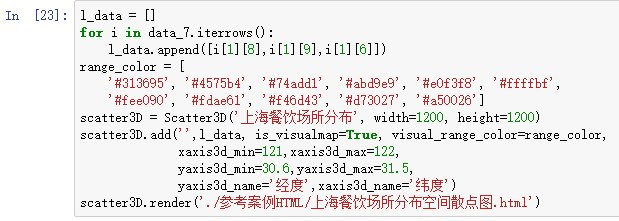 In [23]:
l_data = []
for i in data_7.iterrows():
    l_data.append([i[1][8],i[1][9],i[1][6]])
range_color = [
    '#313695', '#4575b4', '#74add1', '#abd9e9', '#e0f3f8', '#ffffbf',
    '#fee090', '#fdae61', '#f46d43', '#d73027', '#a50026']
scatter3D = Scatter3D('上海餐饮场所分布', width=1200, height=1200)
scatter3D.add('',l_data, is_visualmap=True, visual_range_color=range_color,
              xaxis3d_min=121,xaxis3d_max=122,
              yaxis3d_min=30.6,yaxis3d_max=31.5,
              yaxis3d_name='经度',xaxis3d_name='纬度')
scatter3D.render('./参考案例HTML/上海餐饮场所分布空间散点图.html')